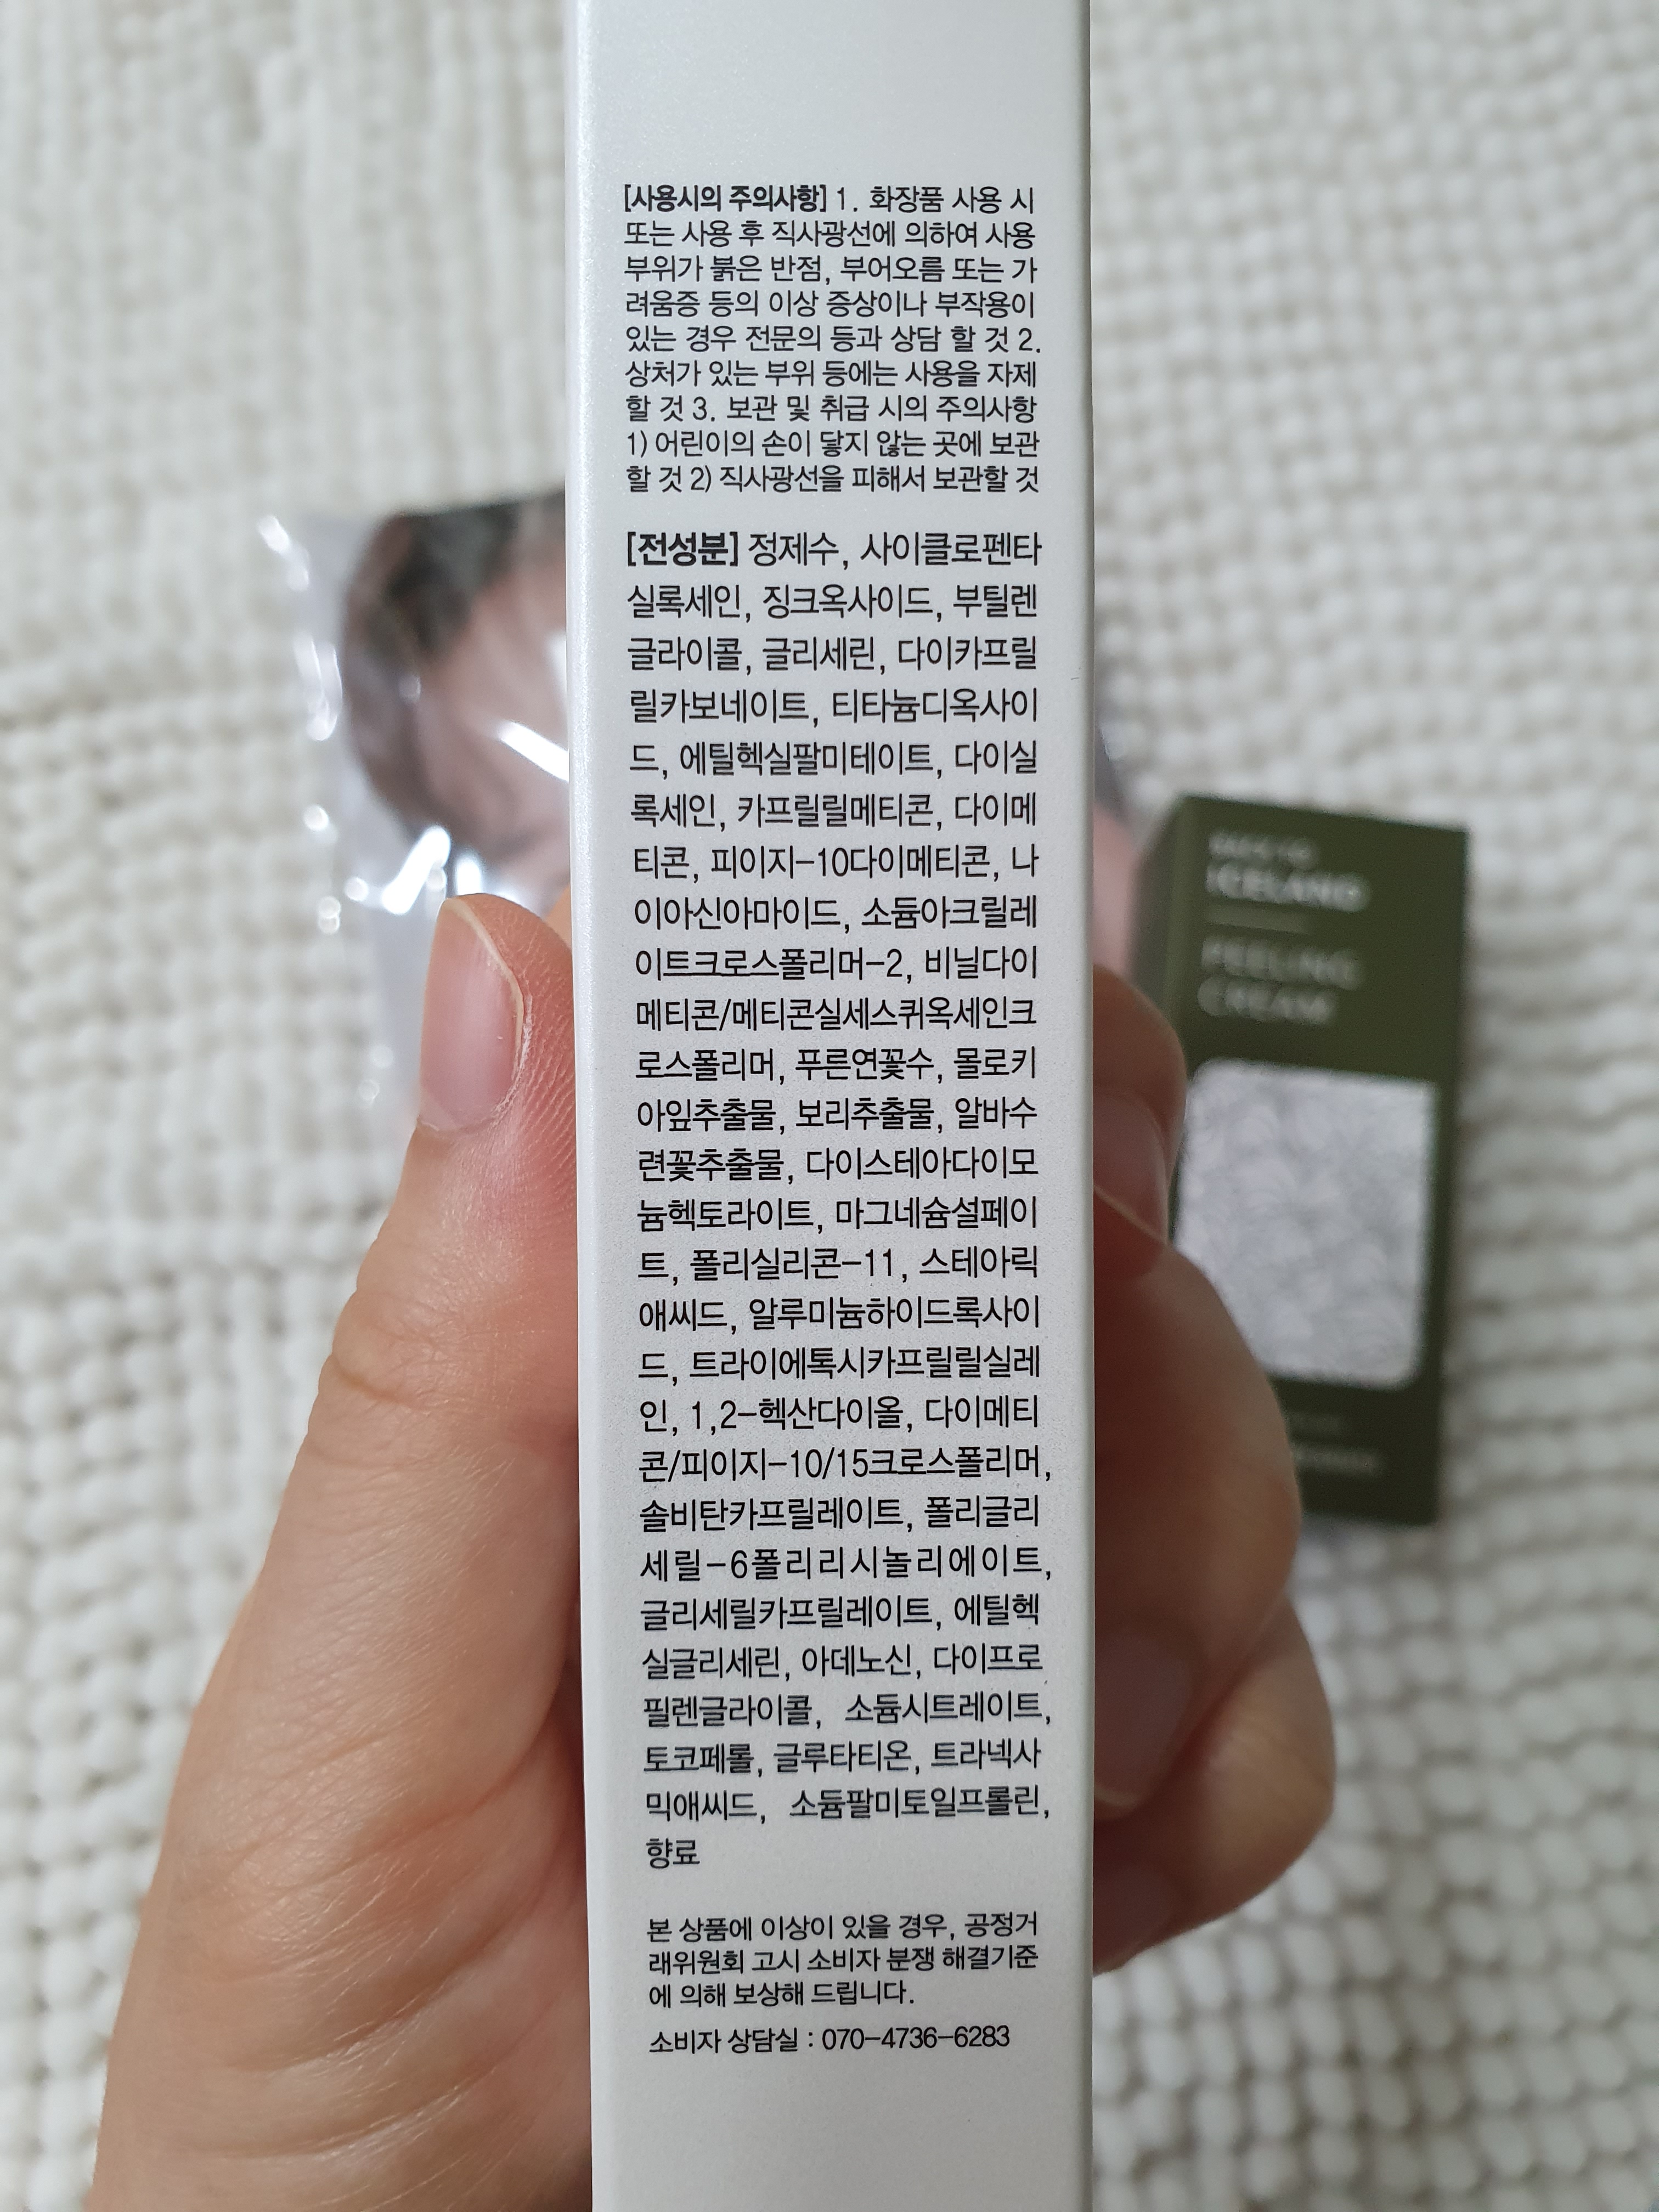 [사용시의 주의사항] 1. 화장품 사용 시
또는 사용 후 직사광선에 의하여 사용
부위가 붉은 반점, 부어오름 또는 가
려움증 등의 이상 증상이나 부작용이
있는 경우 전문의 등과 상담 할 것 2.
상처가 있는 부위 등에는 사용을 자제
할 것 3. 보관 및 취급 시의 주의사항
1) 어린이의 손이 닿지 않는 곳에 보관
할 것 2) 직사광선을 피해서 보관할 것
[전성분] 정제수, 사이클로펜타
실록세인, 징크옥사이드, 부틸렌
글라이콜, 글리세린, 다이카프릴
릴카보네이트, 티타늄디옥사이
드, 에틸헥실팔미테이트, 다이실
록세인, 카프릴릴메티콘, 다이메
티콘, 피이지-10다이메티콘, 나
이아신아마이드, 소듐아크릴레
이트크로스폴리머-2, 비닐다이
메티콘/메티콘실세스퀴옥세인크
로스폴리머, 푸른연꽃수, 몰로키
아잎추출물, 보리추출물, 알바수
련꽃추출물, 다이스테아다이모
늄헥토라이트, 마그네슘설페이
트, 폴리실리콘-11, 스테아릭
애씨드, 알루미늄하이드록사이
드, 트라이에톡시카프릴릴실레
인, 1,2-헥산다이올, 다이메티
콘/피이지-10/15크로스폴리머,
솔비탄카프릴레이트, 폴리글리
세릴-6폴리리시놀리에이트,
글리세릴카프릴레이트, 에틸헥
실글리세린, 아데노신, 다이프로
필렌글라이콜, 소듐시트레이트,
토코페롤, 글루타티온, 트라넥사
믹애씨드, 소듐팔미토일프롤린,
향료
본 상품에 이상이 있을 경우, 공정거
래위원회 고시 소비자 분쟁 해결기준
에 의해 보상해 드립니다.
소비자 상담실 : 070-4736-6283
BACK TO
ICELAND
PEELING
CREAM